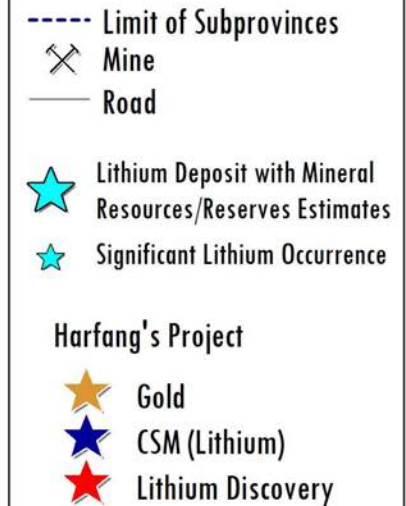 Limit of Subprovinces
Mine
Road
Lithium Deposit with Mineral
Resources/Reserves Estimates
Significant Lithium Occurrence
Harfang's Project
Gold
CSM (Lithium)
Lithium Discovery